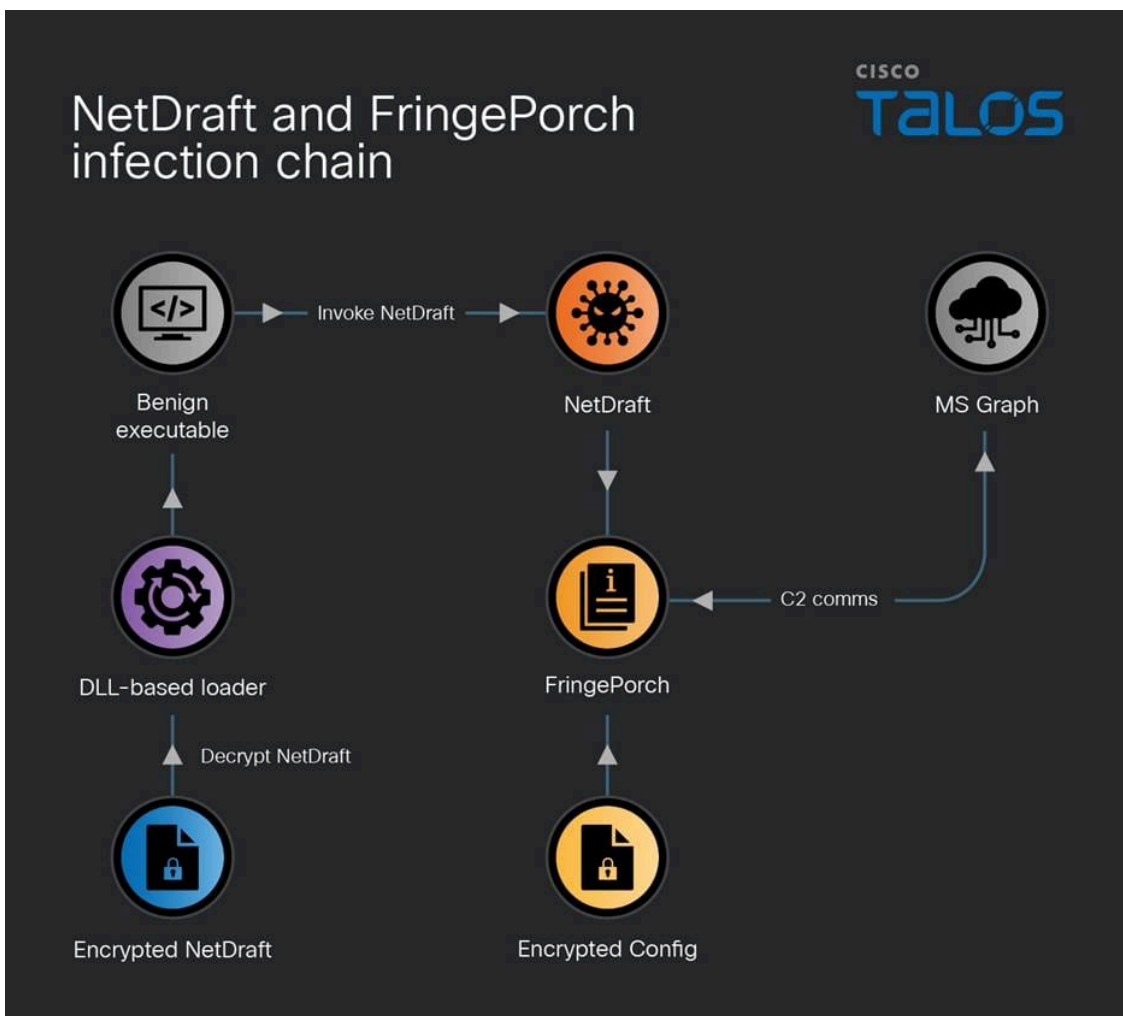 CISCO
TALOS
NetDraft and FringePorch
infection chain
</>
Invoke NetDraft
Benign
executable
NetDraft
MS Graph
i
C2 comms
DLL-based loader
FringePorch
Decrypt NetDraft
Encrypted NetDraft
Encrypted Config